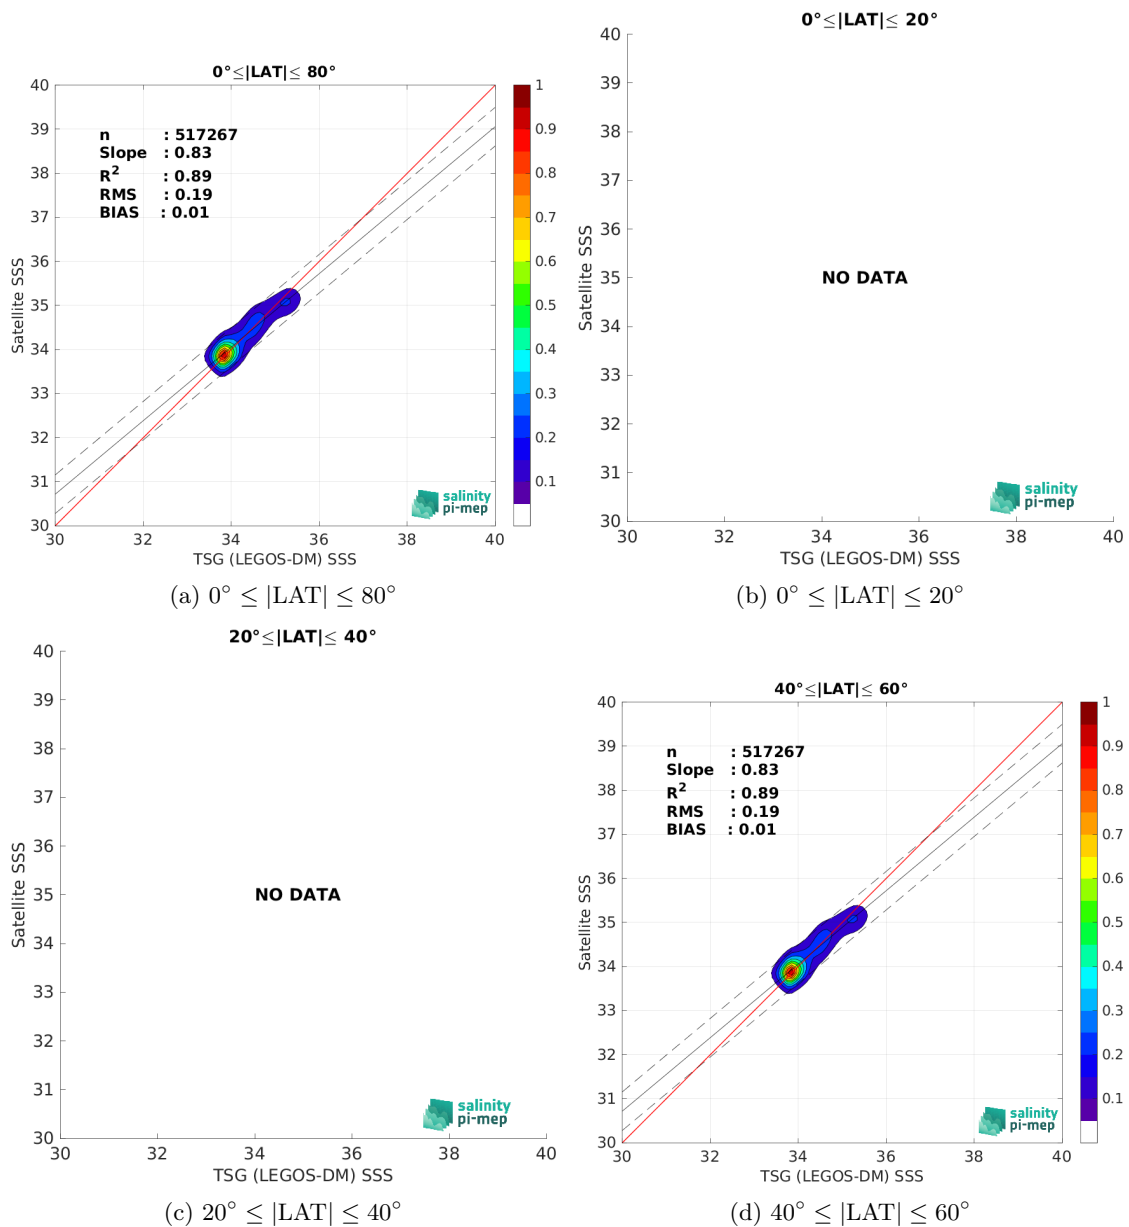 0°≤|LAT|≤ 80°
40
39
38
37
36
35
34
33
32
31
30
Satellite SSS
n : 517267
Slope : 0.83
R² : 0.89
RMS : 0.19
BIAS : 0.01
1
0.9
0.8
0.7
0.6
0.5
0.4
0.3
0.2
0.1
salinity
pi-mep
30 32 34 36 38 40
TSG (LEGOS-DM) SSS
(a) 0° ≤ |LAT| ≤ 80°
0°≤|LAT|≤ 20°
40
39
38
37
36
35
34
33
32
31
30
Satellite SSS
NO DATA
salinity
pi-mep
30 32 34 36 38 40
TSG (LEGOS-DM) SSS
(b) 0° ≤ |LAT| ≤ 20°
20°≤|LAT|≤ 40°
40
39
38
37
36
35
34
33
32
31
30
Satellite SSS
NO DATA
salinity
pi-mep
30 32 34 36 38 40
TSG (LEGOS-DM) SSS
(c) 20° ≤ |LAT| ≤ 40°
40°≤|LAT|≤ 60°
40
39
38
37
36
35
34
33
32
31
30
Satellite SSS
n : 517267
Slope : 0.83
R² : 0.89
RMS : 0.19
BIAS : 0.01
1
0.9
0.8
0.7
0.6
0.5
0.4
0.3
0.2
0.1
salinity
pi-mep
30 32 34 36 38 40
TSG (LEGOS-DM) SSS
(d) 40° ≤ |LAT| ≤ 60°